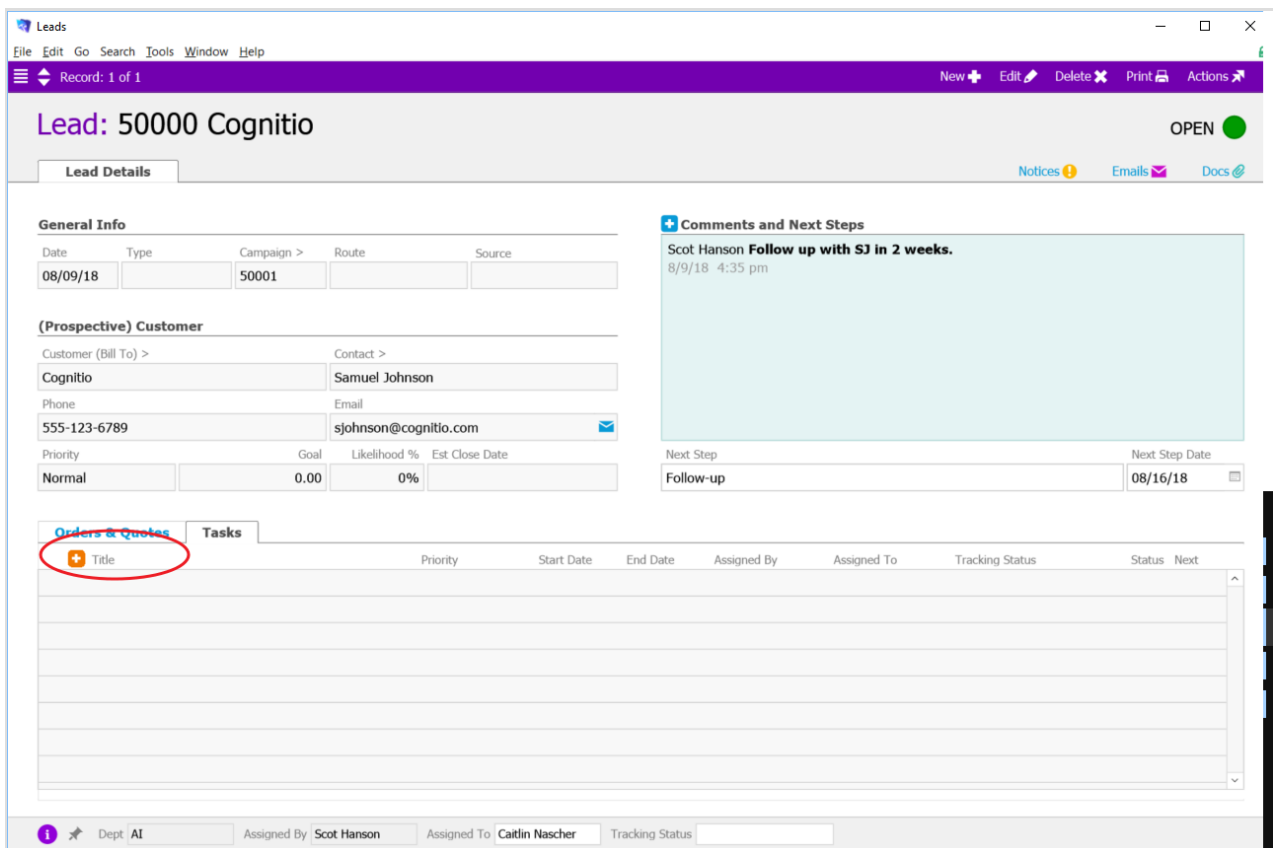 Leads
File Edit Go Search Tools Window Help
Record: 1 of 1 New Edit Delete Print Actions
Lead: 50000 Cognitio
OPEN
Lead Details Notices Emails Docs
General Info
Date Type Campaign > Route Source
08/09/18 50001
(Prospective) Customer
Customer (Bill To) > Contact >
Cognitio Samuel Johnson
Phone Email
555-123-6789 sjohnson@cognitio.com
Priority Goal Likelihood % Est Close Date
Normal 0.00 0%
Comments and Next Steps
Scot Hanson Follow up with SJ in 2 weeks.
8/9/18 4:35 pm
Next Step Next Step Date
Follow-up 08/16/18
Orders & Quotes Tasks
Title Priority Start Date End Date Assigned By Assigned To Tracking Status Status Next
Dept AI Assigned By Scot Hanson Assigned To Caitlin Nascher Tracking Status